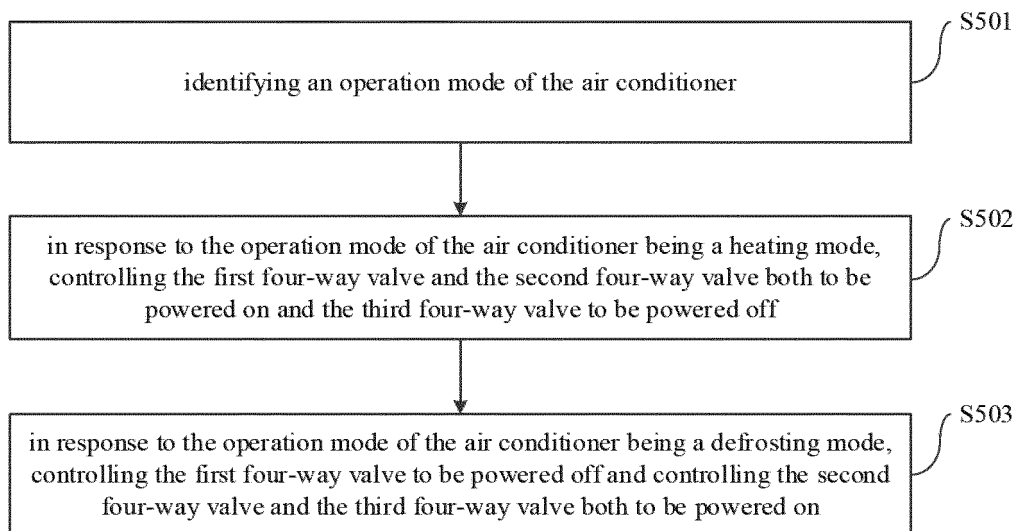 S501
identifying an operation mode of the air conditioner
S502
in response to the operation mode of the air conditioner being a heating mode,
controlling the first four-way valve and the second four-way valve both to be
powered on and the third four-way valve to be powered off
S503
in response to the operation mode of the air conditioner being a defrosting mode,
controlling the first four-way valve to be powered off and controlling the second
four-way valve and the third four-way valve both to be powered on